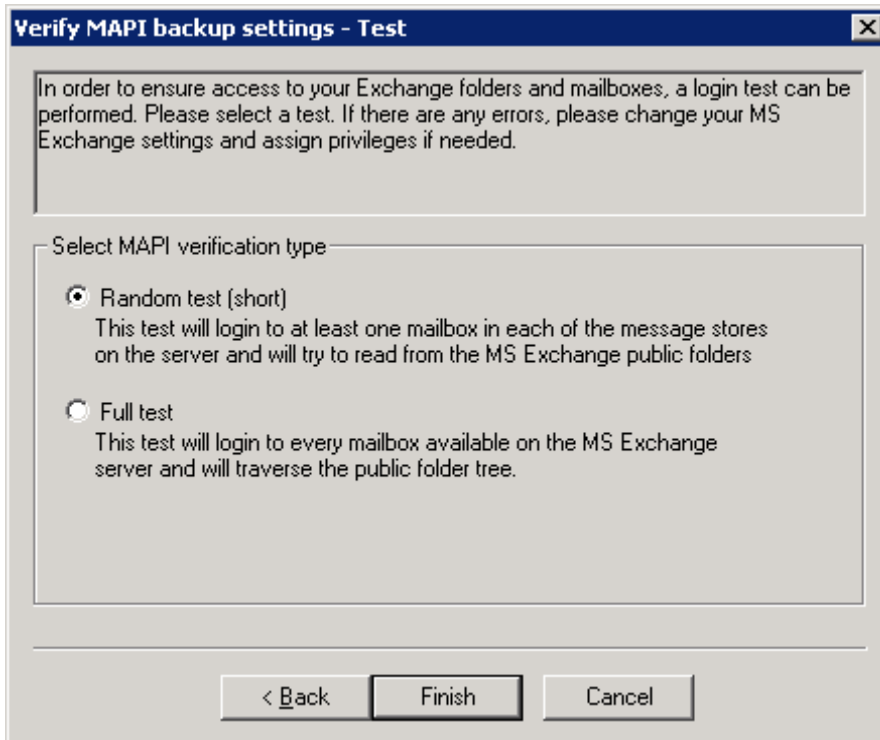 Verify MAPI backup settings - Test
In order to ensure access to your Exchange folders and mailboxes, a login test can be
performed. Please select a test. If there are any errors, please change your MS
Exchange settings and assign privileges if needed.
Select MAPI verification type
Random test (short)
This test will login to at least one mailbox in each of the message stores
on the server and will try to read from the MS Exchange public folders
Full test
This test will login to every mailbox available on the MS Exchange
server and will traverse the public folder tree.
< Back Finish Cancel